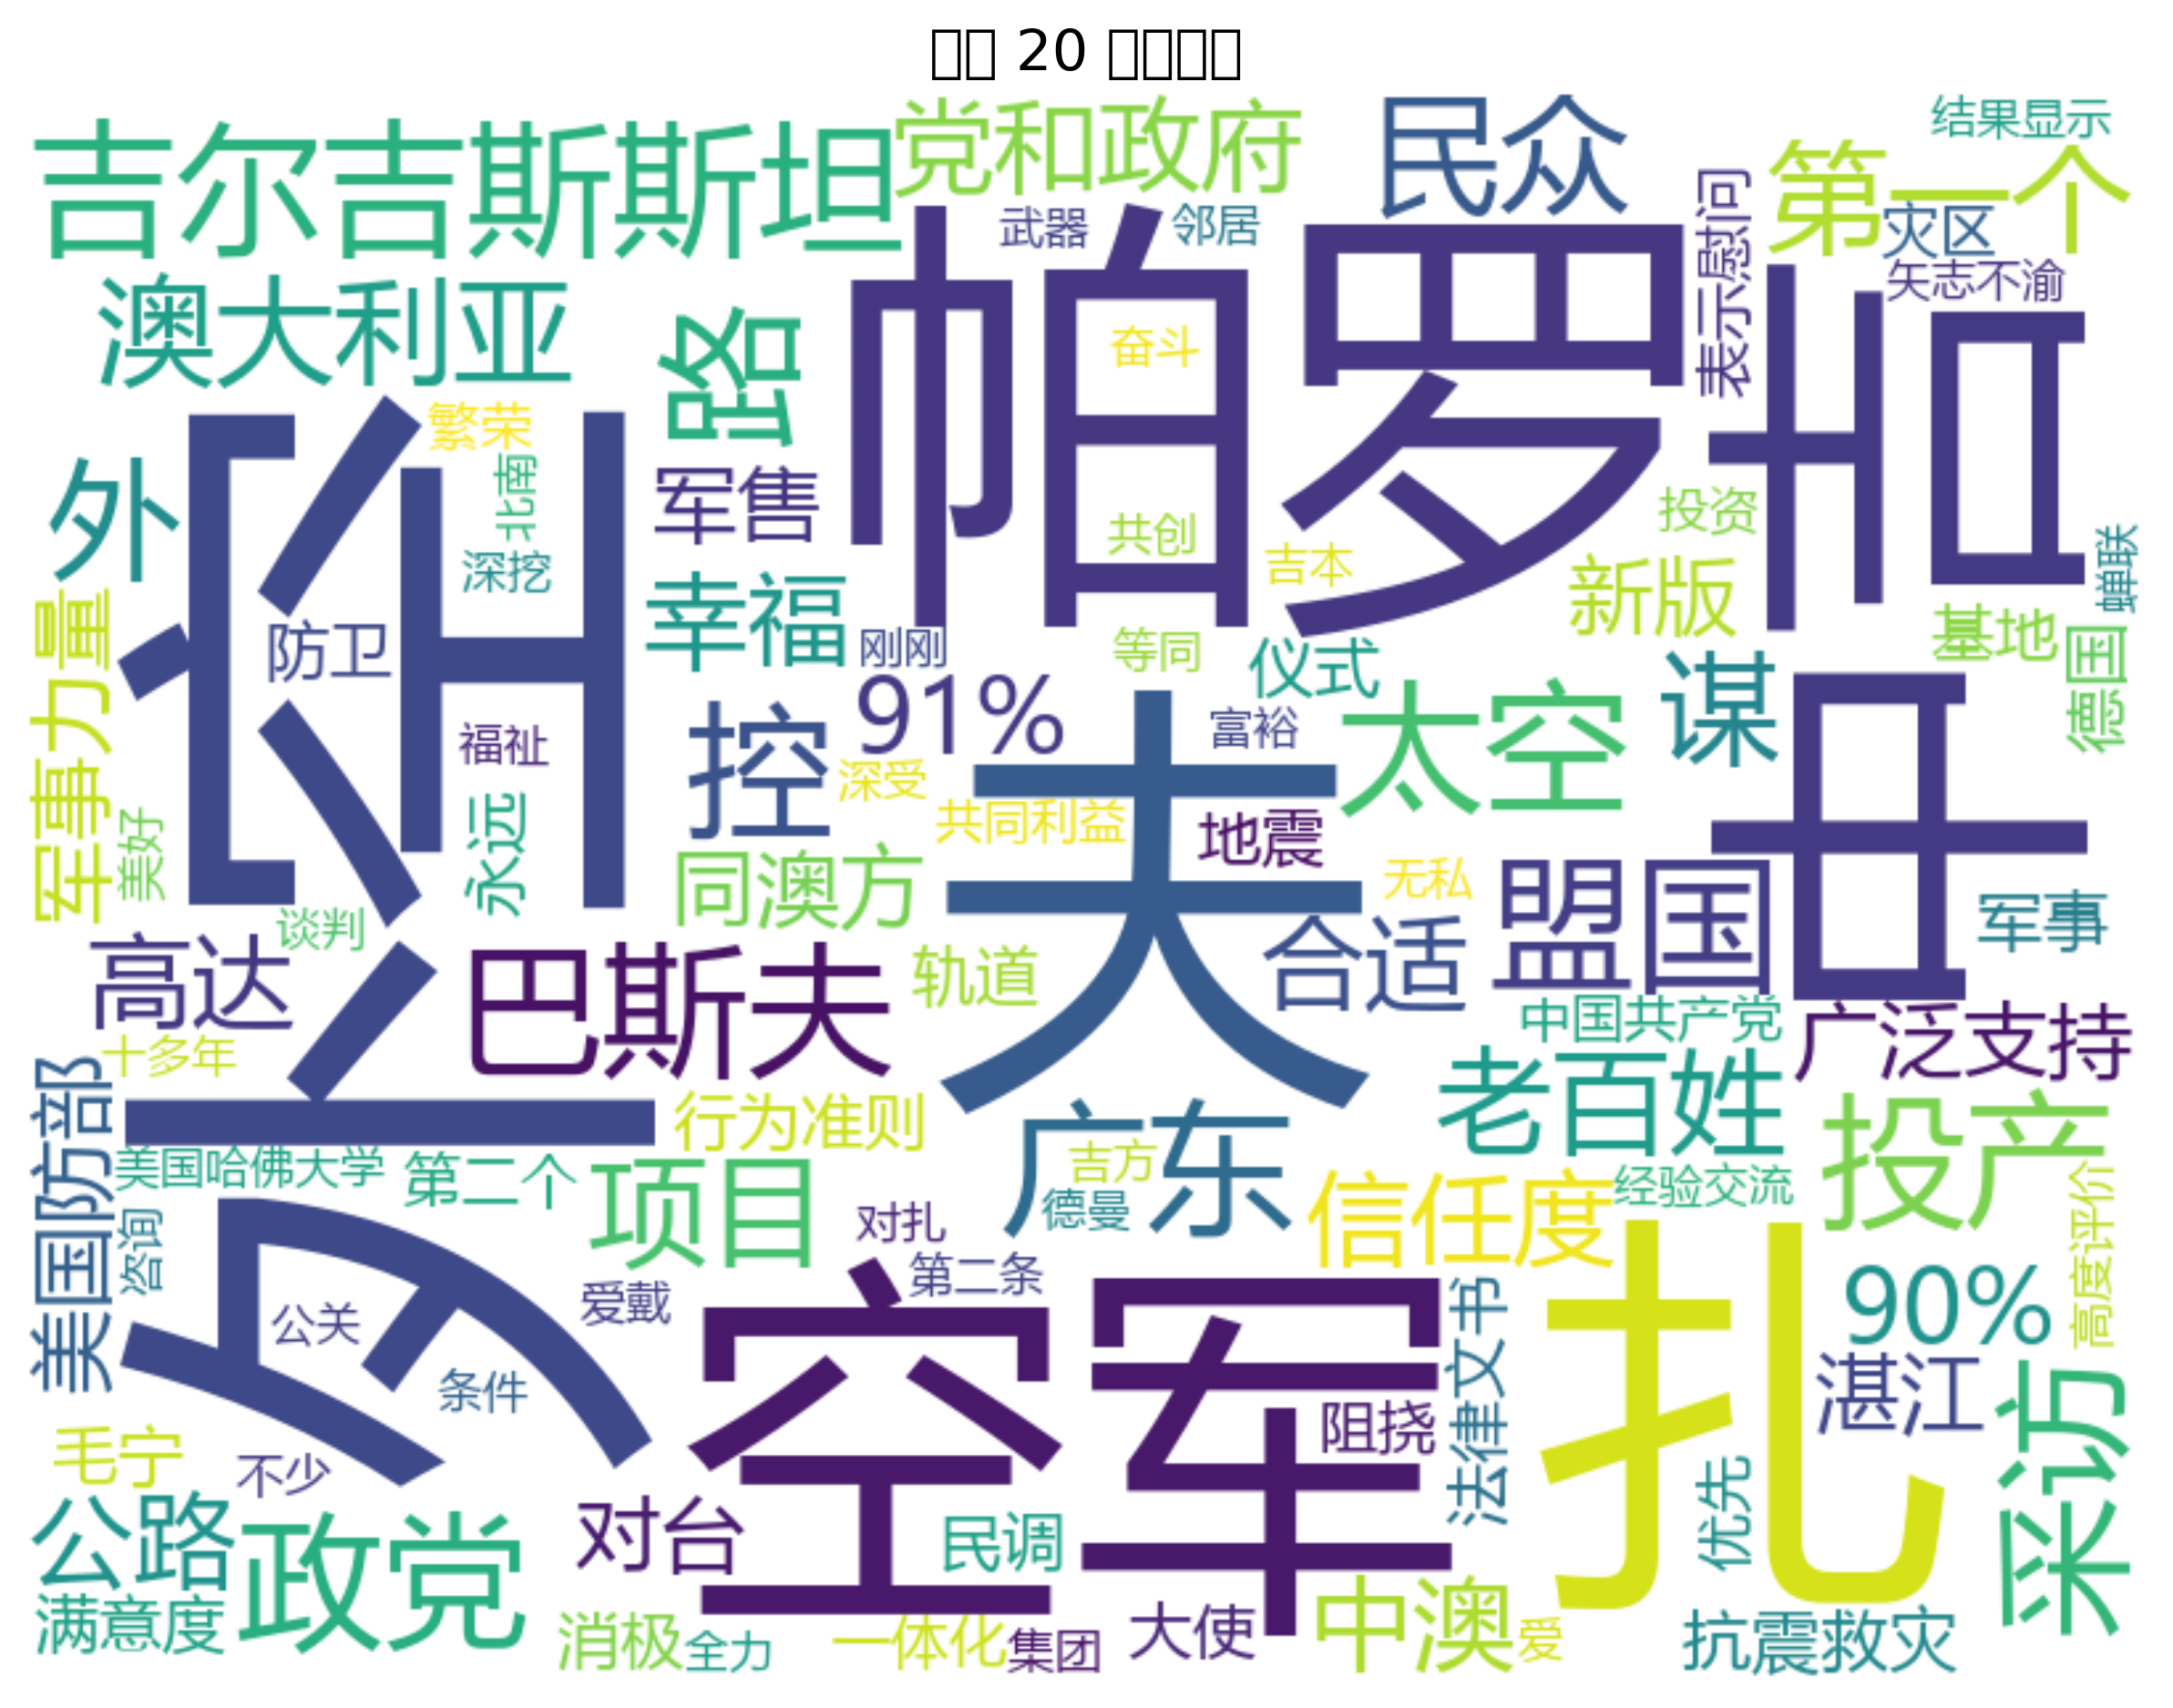 20
吉尔吉斯斯坦
党和政府
民众
结果显示
第一个
武器
邻居
表示慰问
灾区
矢志不渝
澳大利亚
路
帕罗
奋斗
中吉
繁荣
北南
外
外空
深挖
军售
共创
吉本
投资
新版
蝉联
防卫
幸福
刚刚
等同
仪式
基地
德国
军事力量
福祉
91%
富裕
谋
太空
控
深受
共同利益
地震
美好
永远
同澳方
夫
无私
盟国
军事
谈判
高达
巴斯夫
轨道
合适
中国共产党
广泛支持
十多年
老百姓
美国防部
行为准则
广东
投产
美国哈佛大学
第二个
项目
吉方
德曼
信任度
经验交流
高度评价
咨询
对扎
第二条
爱戴
公关
条件
空军
阻挠
法律文书
扎
90%
湛江
采访
毛宁
不少
优先
公路
政党
对台
民调
满意度
消极
全力
一体化
集团
大使
中澳
爱
抗震救灾